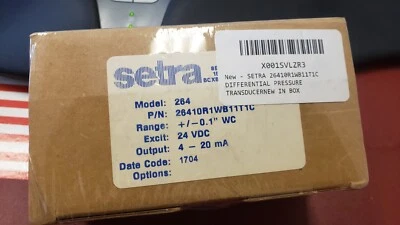 setra
Model: 264
P/N: 26410R1WB11T1C
Range: +/-0.1" WC
Excit: 24 VDC
Output: 4 - 20 mA
Date Code: 1704
Options:
X001SVLZR3
New - SETRA 26410R1WB11T1C
DIFFERENTIAL PRESSURE
TRANSDUCERNEW IN BOX